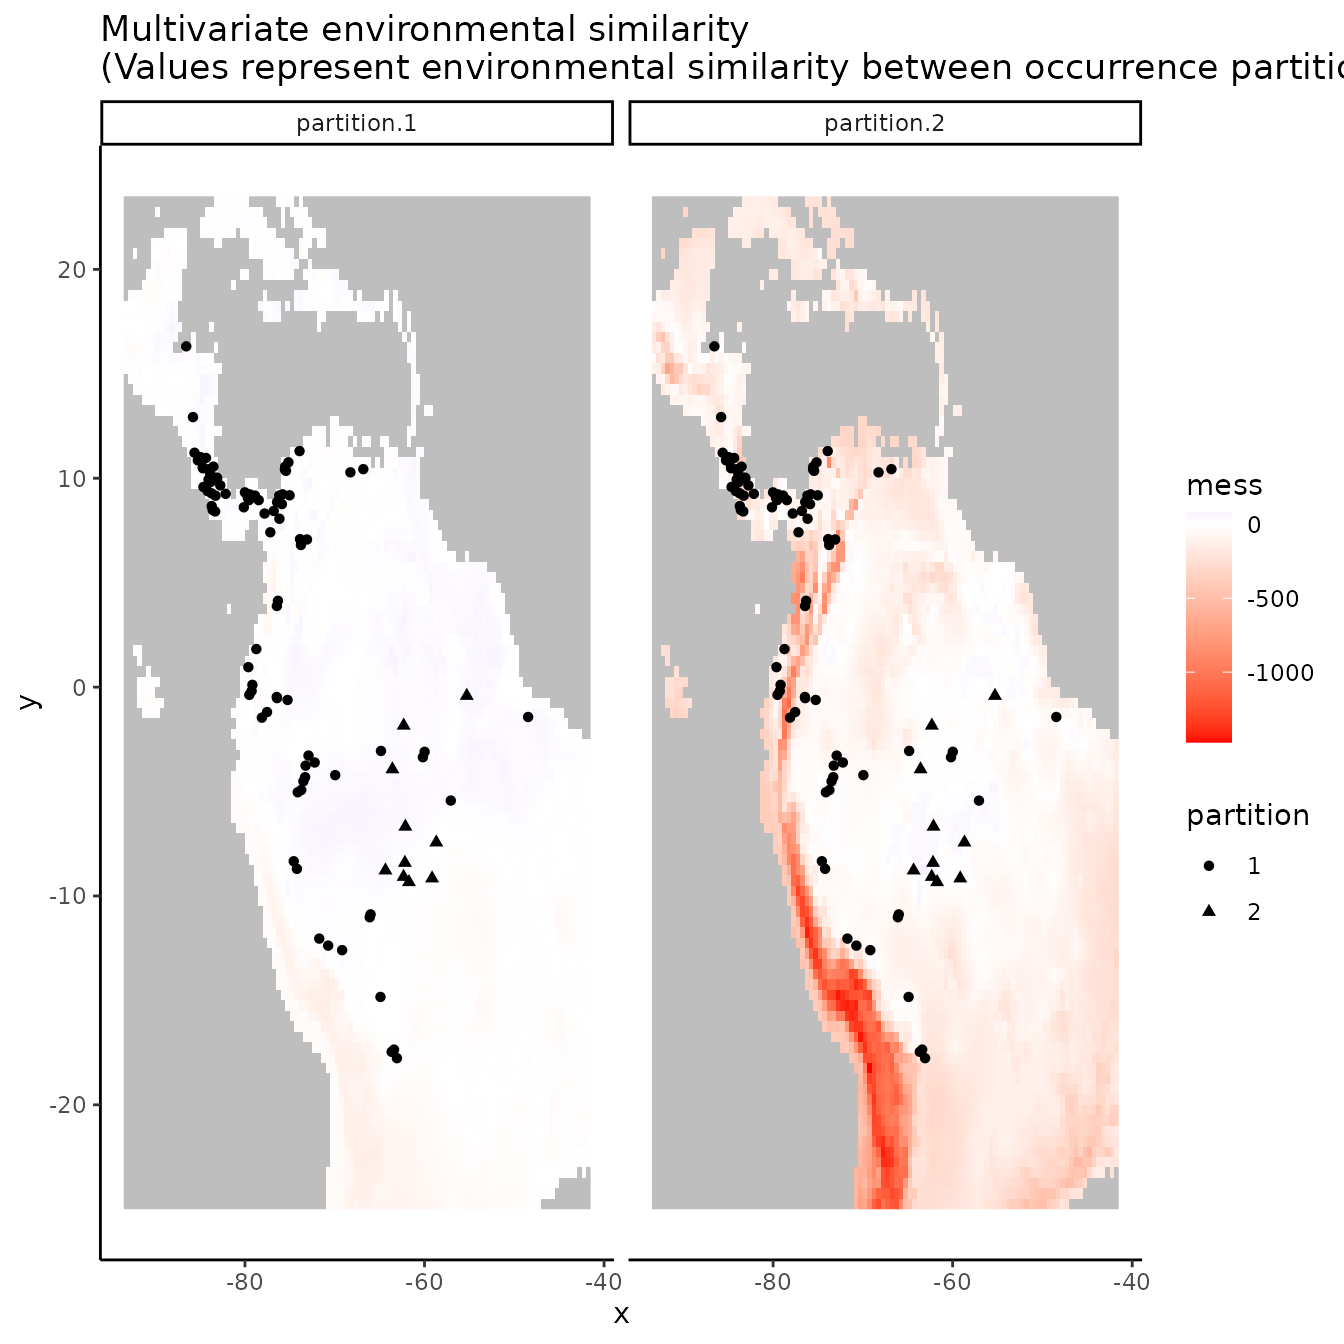 Multivariate environmental similarity
(Values represent environmental similarity between occurrence
partition.1
partition.2
20
10
0
-10
-20
y
-80
-60
-40
-80
-60
-40
x
mess
0
-500
-1000
partition
1
2